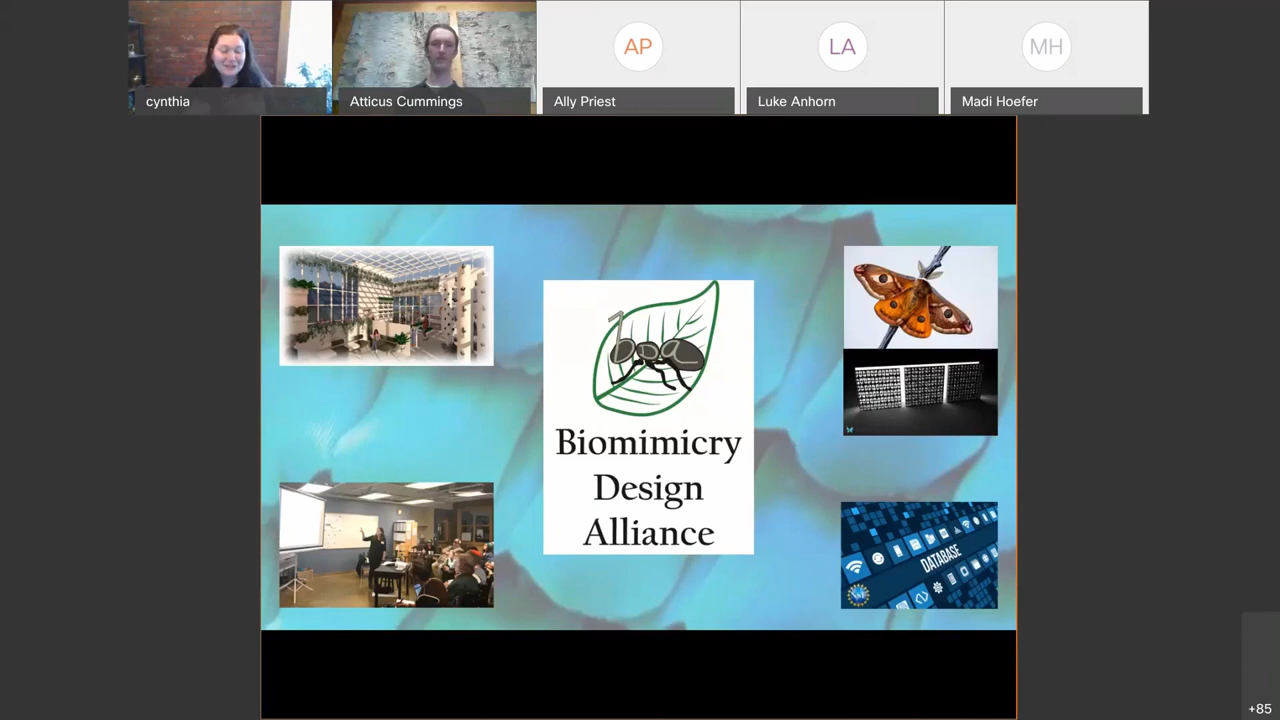 AP
LA
MH
cynthia
Atticus Cummings
Ally Priest
Luke Anhorn
Madi Hoefer
Biomimicry
Design
Alliance
DATABASE
+85